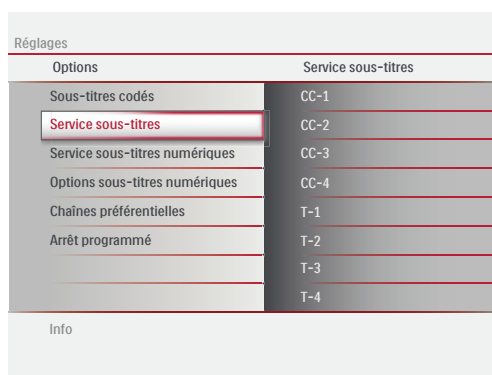 Réglages
Options Service sous-titres
Sous-titres codés CC-1
Service sous-titres CC-2
Service sous-titres numériques CC-3
Options sous-titres numériques CC-4
Chaînes préférentielles T-1
Arrêt programmé T-2
T-3
T-4
Info